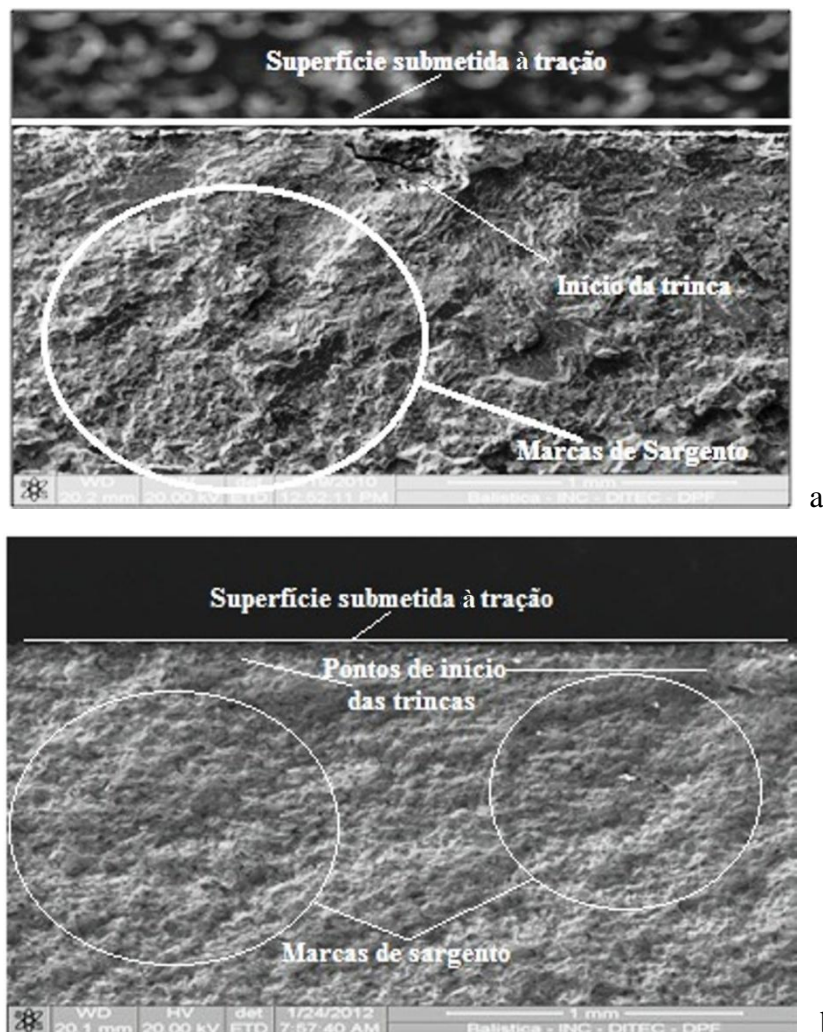 Superfície submetida à tração
Início da trinca
Marcas de Sargento
WD
det
20.2 mm 20.00 kV ETD 12:52:11 PM
1 mm
Balística - INC - DITEC - DPF
a
Superfície submetida à tração
Pontos de início
das trincas
Marcas de sargento
WD HV det 1/24/2012
1 mm
20.1 mm 20.00 kV ETD 7:57:40 AM
Balística - INC - DITEC - DPF